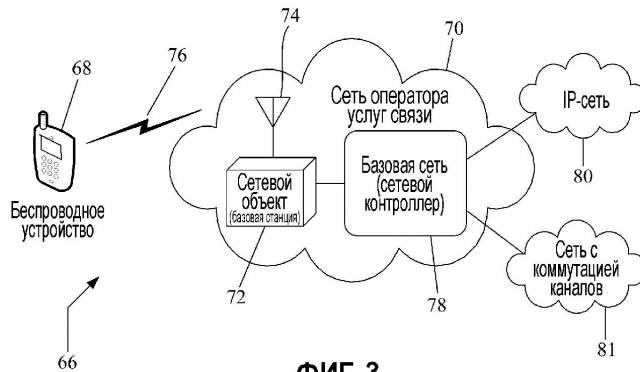 74
70
68
76
Сеть оператора
услуг связи
IP-сеть
80
Базовая сеть
(сетевой
контроллер)
Сетевой
объект
(базовая станция)
Беспроводное
устройство
Сеть с
коммутацией
каналов
72
78
81
66
ФИГ. 3